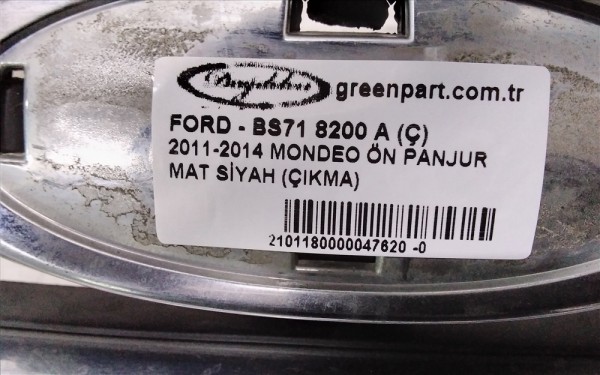 greenpart.com.tr
FORD - BS71 8200 A (Ç)
2011-2014 MONDEO ÖN PANJUR
MAT SİYAH (ÇIKMA)
2101180000047620 -0